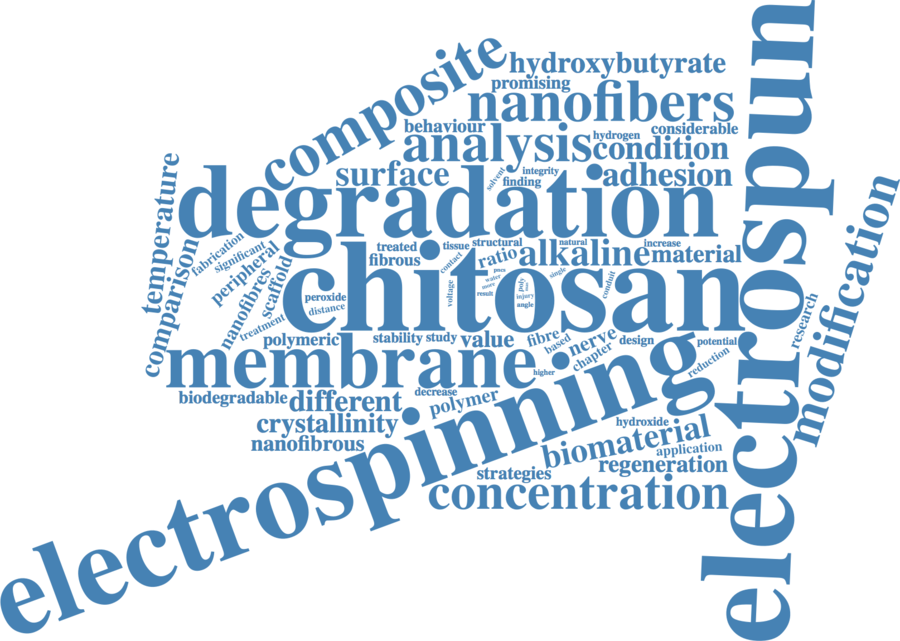 electrospun
hydroxybutyrate
promising
composite
nanofibers
behaviour
hydrogen
considerable
analysis
condition
solvent
integrity
finding
surface
adhesion
degradation
temperature
comparison
fabrication
significant
peripheral
nanofibres
scaffold
treatment
treated
tissue
structural
natural
increase
fibrous
contact
ratio
alkaline
material
chitosan
peroxide
distance
voltage
water
more
result
poly
injury
angle
single
conduit
modification
research
polymeric
stability
study
value
fibre
based
nerve
chapter
design
potential
reduction
membrane
higher
biodegradable
different
decrease
polymer
crystallinity
nanofibrous
electrospinning
hydroxide
biomaterial
application
strategies
regeneration
concentration